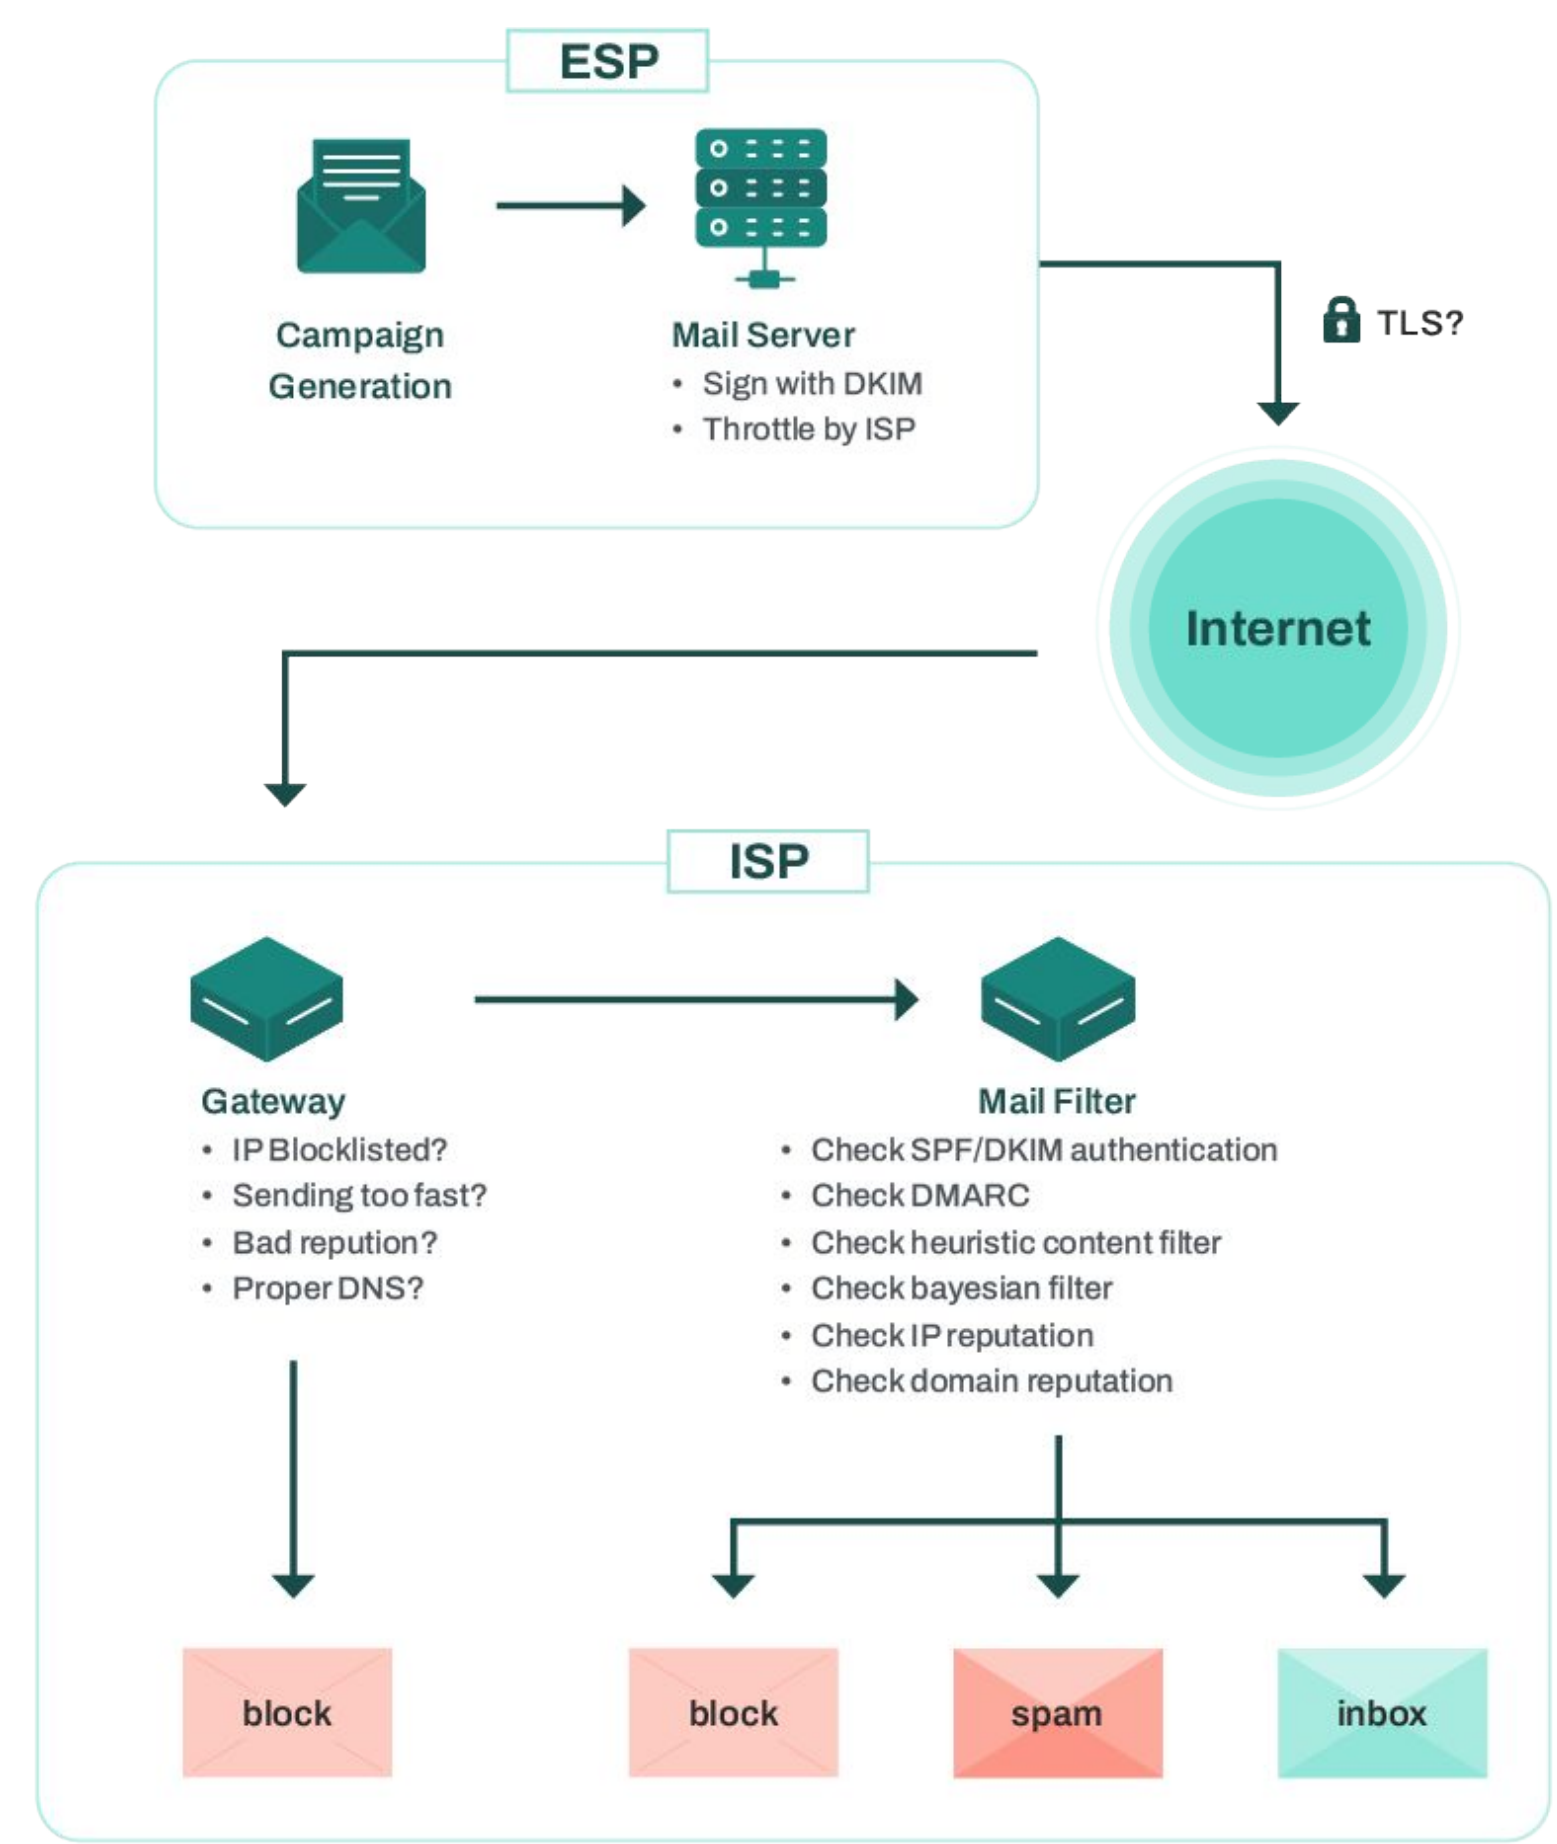 ESP
Campaign
Generation
Mail Server
• Sign with DKIM
• Throttle by ISP
TLS?
Internet
ISP
Gateway
• IP Blocklisted?
• Sending too fast?
• Bad repution?
• Proper DNS?
Mail Filter
• Check SPF/DKIM authentication
• Check DMARC
• Check heuristic content filter
• Check bayesian filter
• Check IP reputation
• Check domain reputation
block
block
spam
inbox